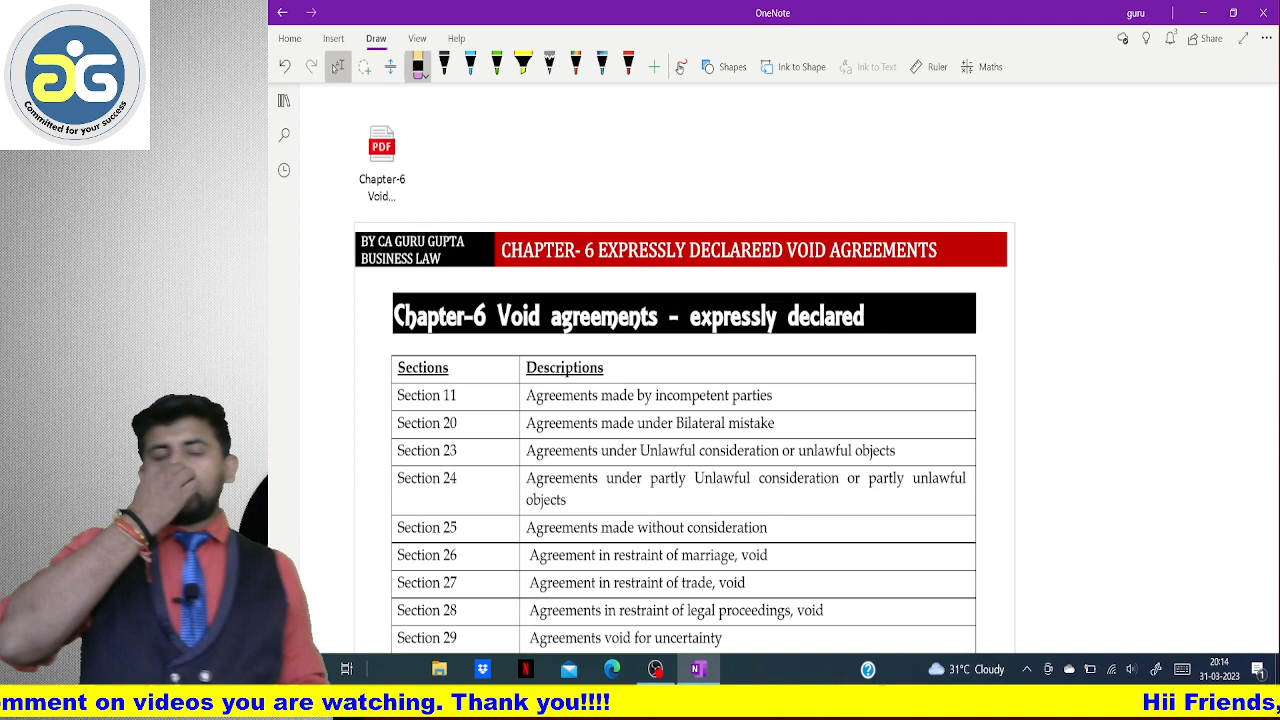 OneNote
guru
Home
Insert
Draw
View
Help
3
Share
Shapes
Ink to Shape
Ink to Text
Ruler
Maths
GG
Committed for your success
PDF
Chapter-6
Void...
BY CA GURU GUPTA
BUSINESS LAW
CHAPTER- 6 EXPRESSLY DECLAREED VOID AGREEMENTS
Chapter-6 Void agreements - expressly declared
Sections Descriptions
Section 11 Agreements made by incompetent parties
Section 20 Agreements made under Bilateral mistake
Section 23 Agreements under Unlawful consideration or unlawful objects
Section 24 Agreements under partly Unlawful consideration or partly unlawful
objects
Section 25 Agreements made without consideration
Section 26 Agreement in restraint of marriage, void
Section 27 Agreement in restraint of trade, void
Section 28 Agreements in restraint of legal proceedings, void
Section 29 Agreements void for uncertainty
31°C Cloudy
20:14
31-03-2023
1
omment on videos you are watching. Thank you!!!!
Hii Friends,